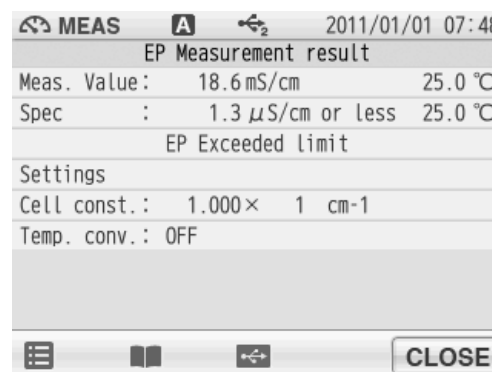 MEAS A 2 2011/01/01 07:48
EP Measurement result
Meas. Value: 18.6 mS/cm 25.0 ℃
Spec : 1.3 μS/cm or less 25.0 ℃
EP Exceeded limit
Settings
Cell const.: 1.000× 1 cm-1
Temp. conv.: OFF
CLOSE